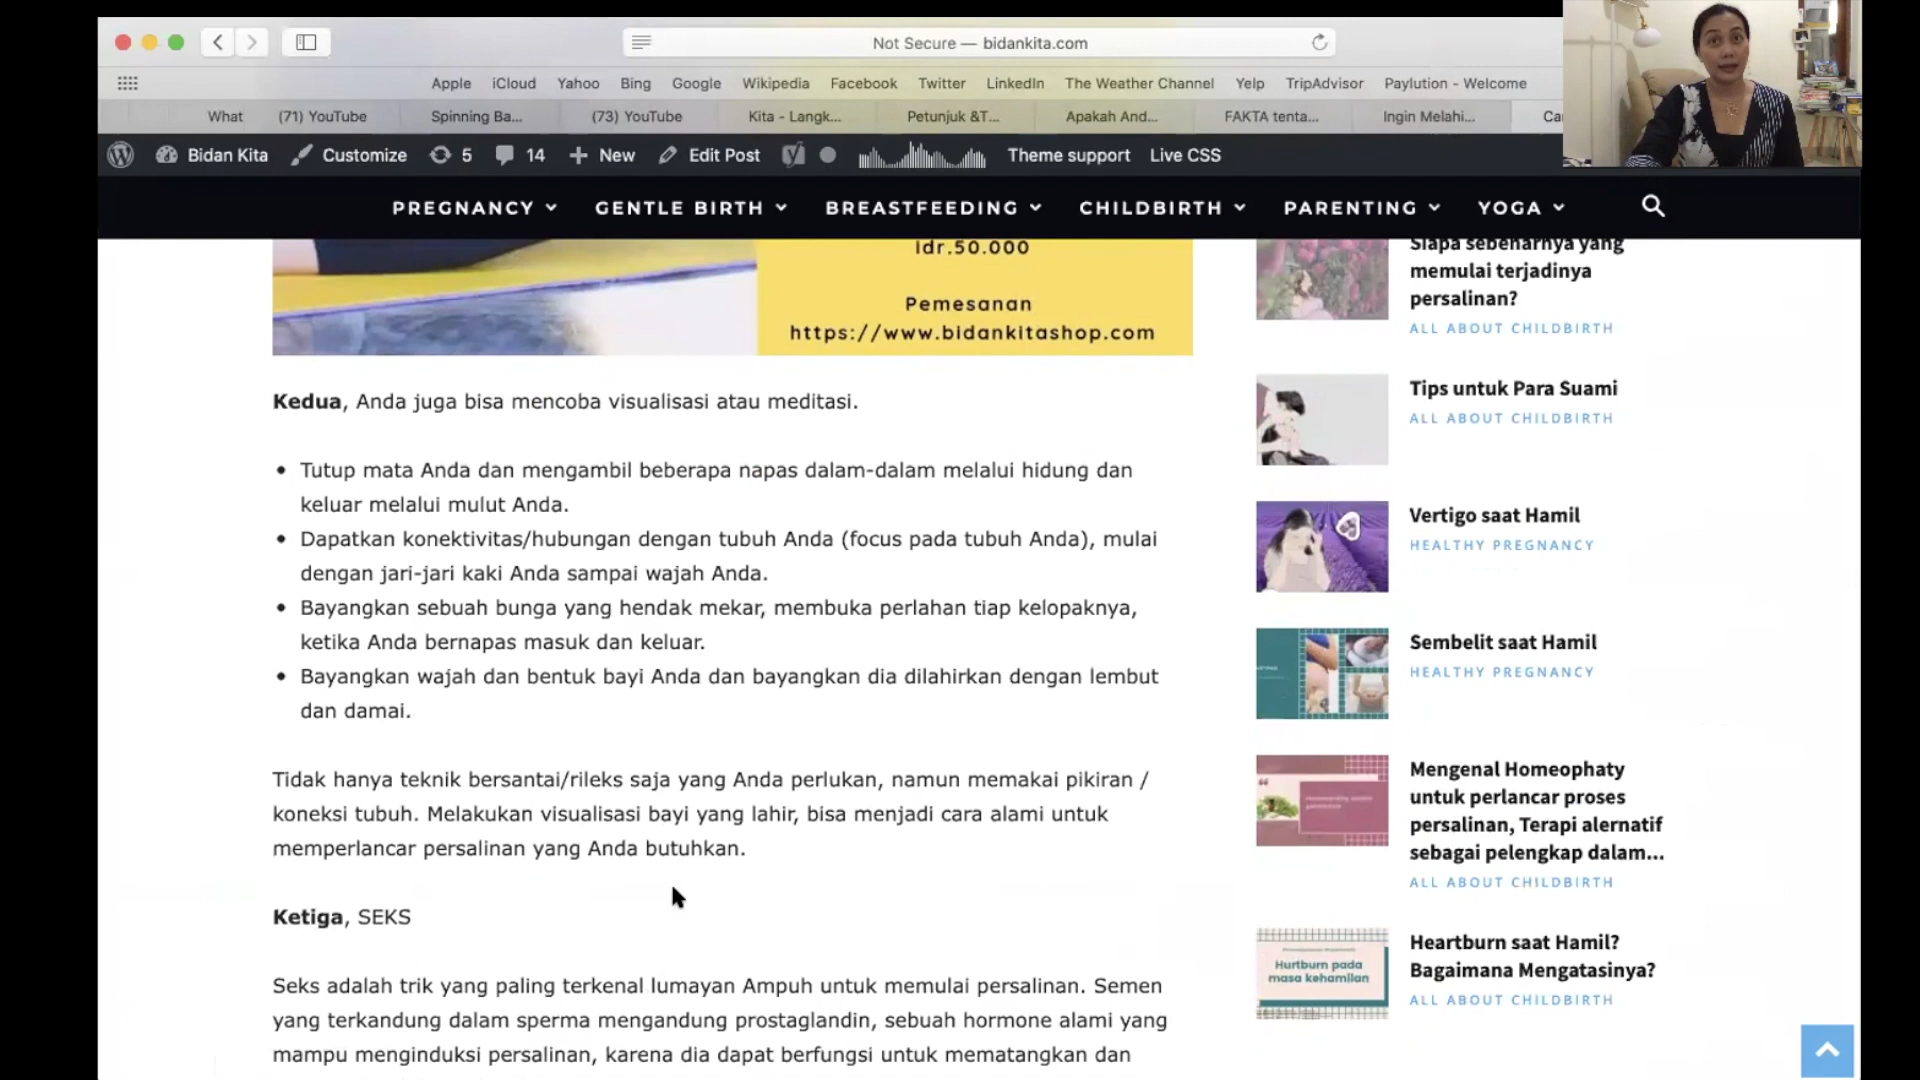 Not Secure — bidankita.com
Apple iCloud Yahoo Bing Google Wikipedia Facebook Twitter LinkedIn The Weather Channel Yelp TripAdvisor Paylution - Welcome
What (71) YouTube Spinning Ba... (73) YouTube Kita - Langk... Petunjuk &T... Apakah And... FAKTA tenta... Ingin Melahi...
Bidan Kita Customize 5 14 New Edit Post Theme support Live CSS
PREGNANCY GENTLE BIRTH BREASTFEEDING CHILDBIRTH PARENTING YOGA
Idr.50.000
Pemesanan
https://www.bidankitashop.com
Kedua, Anda juga bisa mencoba visualisasi atau meditasi.
• Tutup mata Anda dan mengambil beberapa napas dalam-dalam melalui hidung dan
keluar melalui mulut Anda.
• Dapatkan konektivitas/hubungan dengan tubuh Anda (focus pada tubuh Anda), mulai
dengan jari-jari kaki Anda sampai wajah Anda.
• Bayangkan sebuah bunga yang hendak mekar, membuka perlahan tiap kelopaknya,
ketika Anda bernapas masuk dan keluar.
• Bayangkan wajah dan bentuk bayi Anda dan bayangkan dia dilahirkan dengan lembut
dan damai.
Tidak hanya teknik bersantai/rileks saja yang Anda perlukan, namun memakai pikiran /
koneksi tubuh. Melakukan visualisasi bayi yang lahir, bisa menjadi cara alami untuk
memperlancar persalinan yang Anda butuhkan.
Ketiga, SEKS
Seks adalah trik yang paling terkenal lumayan Ampuh untuk memulai persalinan. Semen
yang terkandung dalam sperma mengandung prostaglandin, sebuah hormone alami yang
mampu menginduksi persalinan, karena dia dapat berfungsi untuk mematangkan dan
Siapa sebenarnya yang
memulai terjadinya
persalinan?
ALL ABOUT CHILDBIRTH
Tips untuk Para Suami
ALL ABOUT CHILDBIRTH
Vertigo saat Hamil
HEALTHY PREGNANCY
Sembelit saat Hamil
HEALTHY PREGNANCY
Mengenal Homeophaty
untuk perlancar proses
persalinan, Terapi alernatif
sebagai pelengkap dalam...
ALL ABOUT CHILDBIRTH
Hurtburn pada
masa kehamilan
Heartburn saat Hamil?
Bagaimana Mengatasinya?
ALL ABOUT CHILDBIRTH